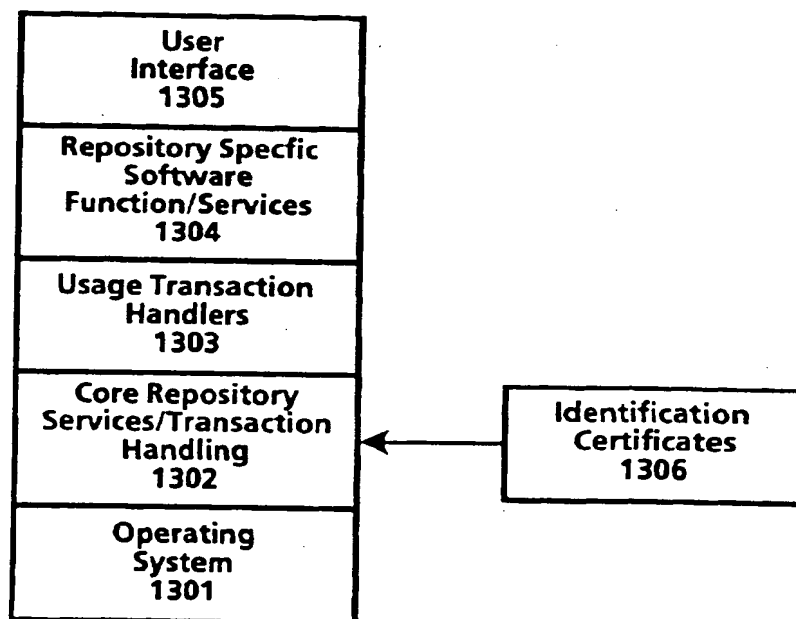 User
Interface
1305
Repository Specfic
Software
Function/Services
1304
Usage Transaction
Handlers
1303
Core Repository
Services/Transaction
Handling
1302
Operating
System
1301
Identification
Certificates
1306